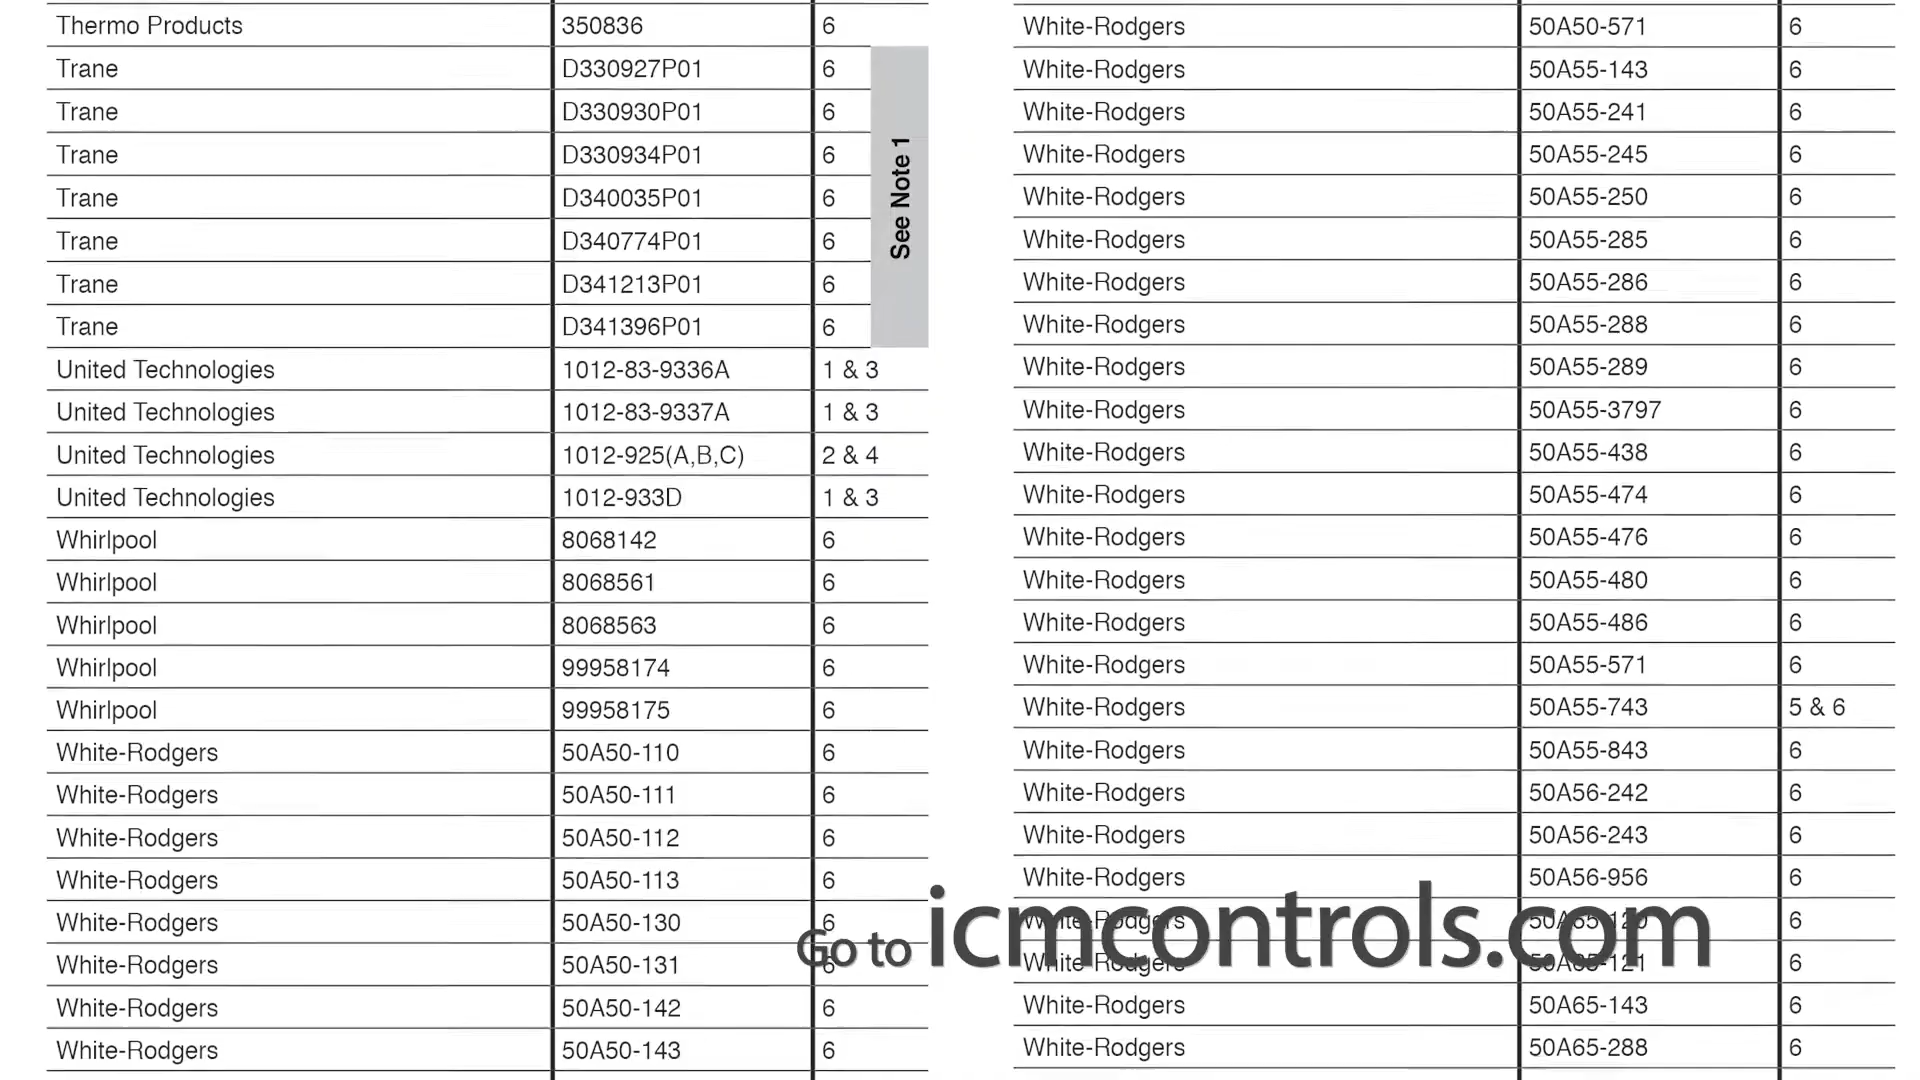 Thermo Products 350836 6
Trane D330927P01 6
Trane D330930P01 6
Trane D330934P01 6
Trane D340035P01 6
Trane D340774P01 6
Trane D341213P01 6
Trane D341396P01 6
See Note 1
United Technologies 1012-83-9336A 1 & 3
United Technologies 1012-83-9337A 1 & 3
United Technologies 1012-925(A,B,C) 2 & 4
United Technologies 1012-933D 1 & 3
Whirlpool 8068142 6
Whirlpool 8068561 6
Whirlpool 8068563 6
Whirlpool 99958174 6
Whirlpool 99958175 6
White-Rodgers 50A50-110 6
White-Rodgers 50A50-111 6
White-Rodgers 50A50-112 6
White-Rodgers 50A50-113 6
White-Rodgers 50A50-130 6
White-Rodgers 50A50-131 6
White-Rodgers 50A50-142 6
White-Rodgers 50A50-143 6
White-Rodgers 50A50-571 6
White-Rodgers 50A55-143 6
White-Rodgers 50A55-241 6
White-Rodgers 50A55-245 6
White-Rodgers 50A55-250 6
White-Rodgers 50A55-285 6
White-Rodgers 50A55-286 6
White-Rodgers 50A55-288 6
White-Rodgers 50A55-289 6
White-Rodgers 50A55-3797 6
White-Rodgers 50A55-438 6
White-Rodgers 50A55-474 6
White-Rodgers 50A55-476 6
White-Rodgers 50A55-480 6
White-Rodgers 50A55-486 6
White-Rodgers 50A55-571 6
White-Rodgers 50A55-743 5 & 6
White-Rodgers 50A55-843 6
White-Rodgers 50A56-242 6
White-Rodgers 50A56-243 6
White-Rodgers 50A56-956 6
White-Rodgers 50A65-120 6
White-Rodgers 50A65-121 6
White-Rodgers 50A65-143 6
White-Rodgers 50A65-288 6
Go to icmcontrols.com